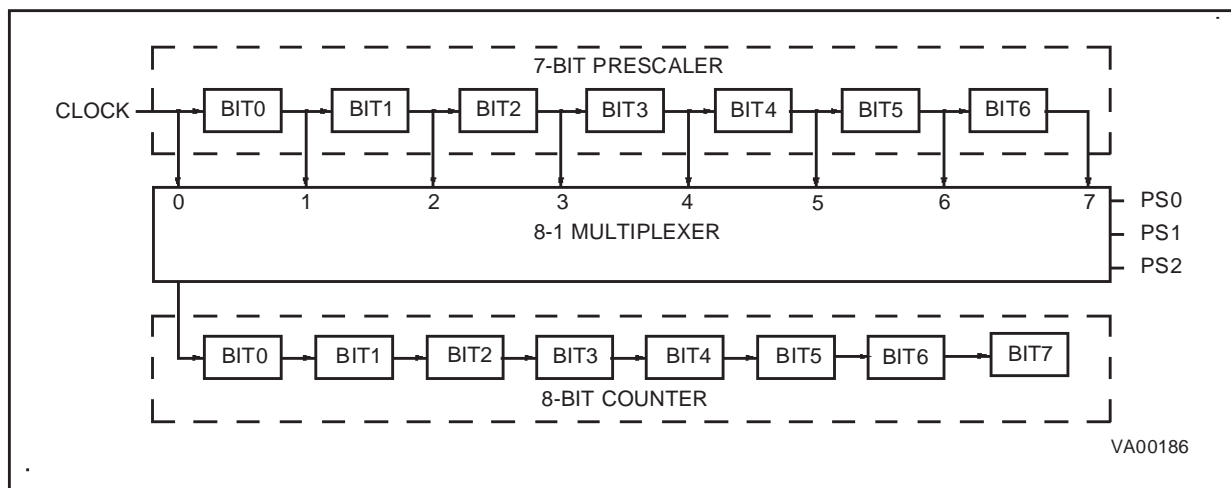 7-BIT PRESCALER
CLOCK BIT0 BIT1 BIT2 BIT3 BIT4 BIT5 BIT6
0 1 2 3 4 5 6 7 PS0
8-1 MULTIPLEXER PS1
PS2
BIT0 BIT1 BIT2 BIT3 BIT4 BIT5 BIT6 BIT7
8-BIT COUNTER
VA00186